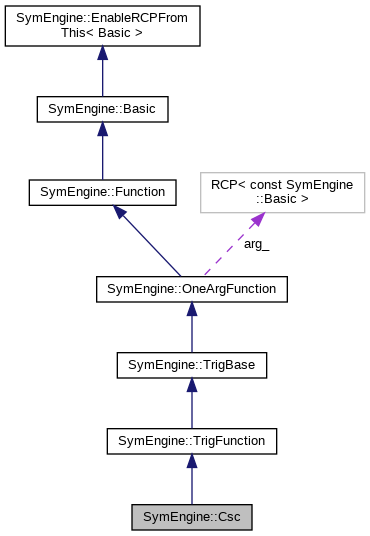 SymEngine::EnableRCPFrom
This< Basic >
SymEngine::Basic
SymEngine::Function
RCP< const SymEngine
::Basic >
arg_
SymEngine::OneArgFunction
SymEngine::TrigBase
SymEngine::TrigFunction
SymEngine::Csc